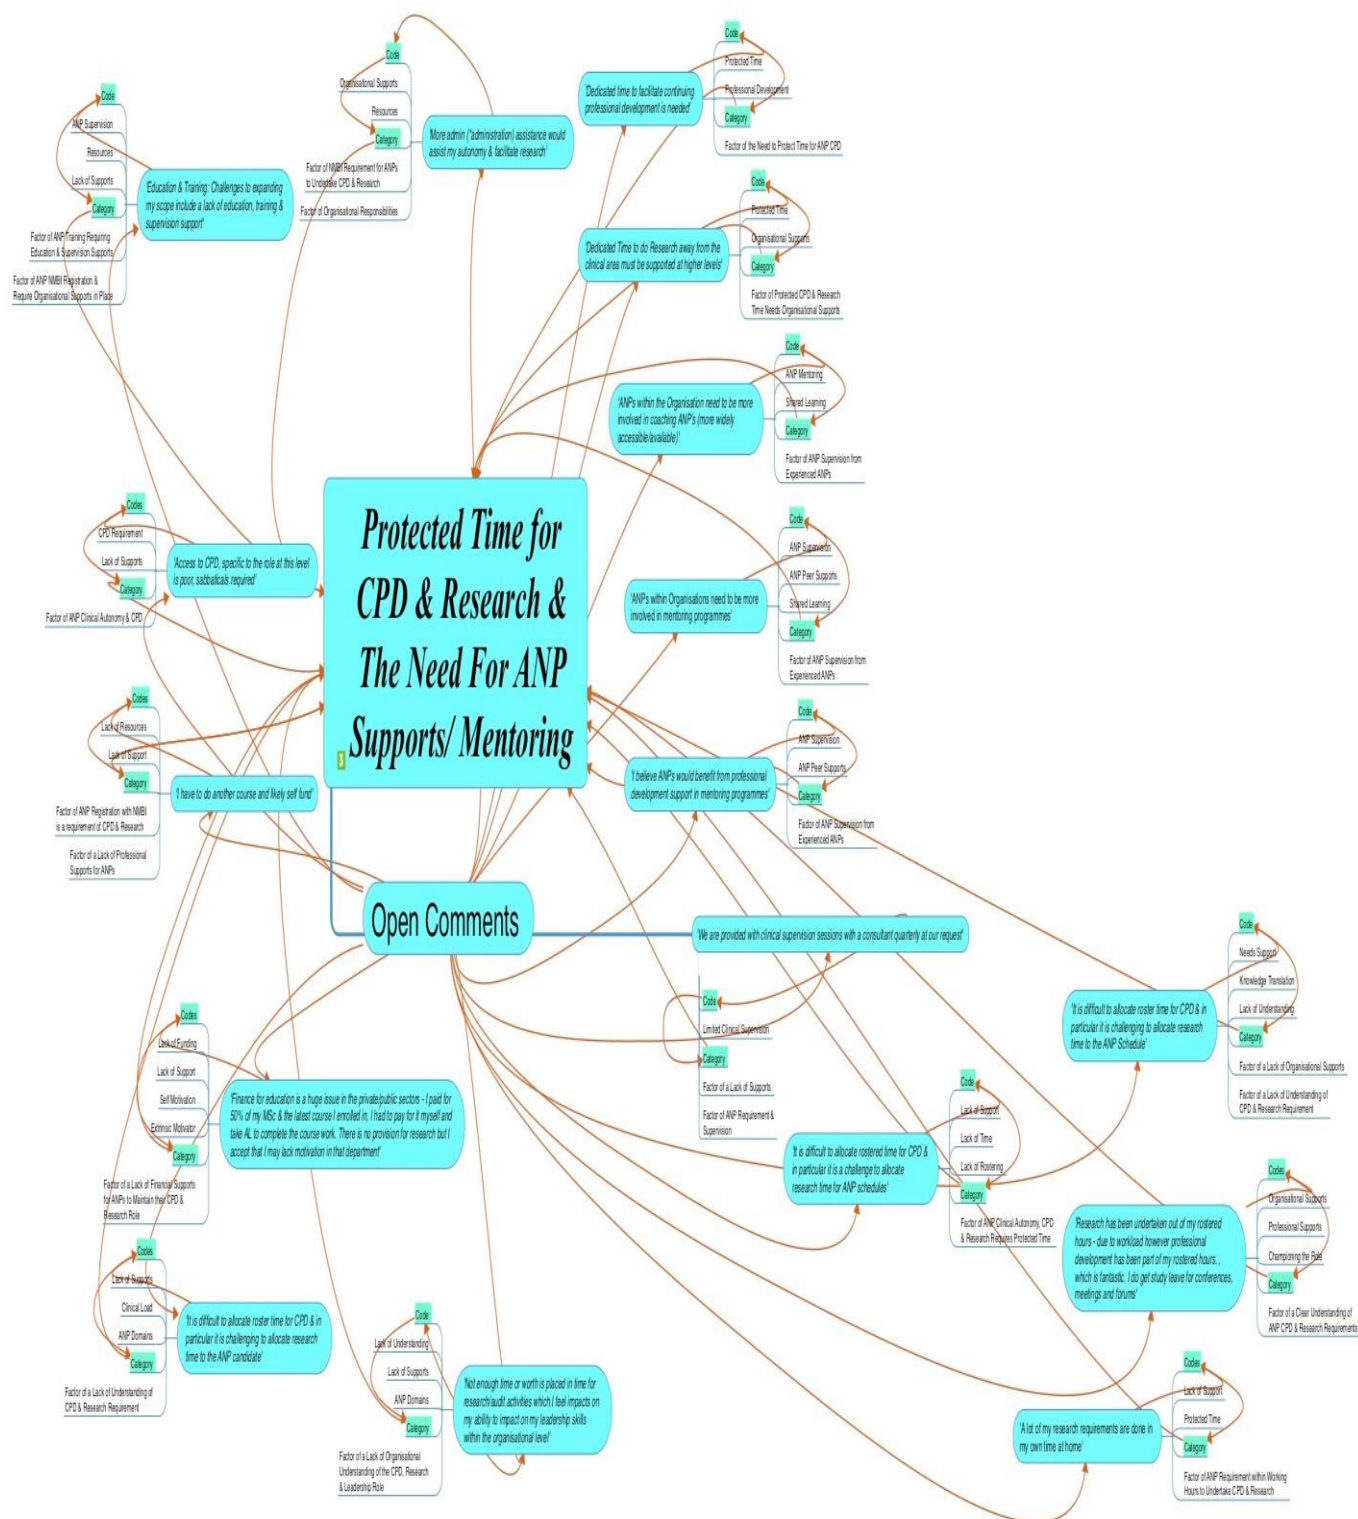 Code
ANP Supervision
Resources
Lack of Supports
Category
Factor of ANP Training Requiring
Education & Supervision Supports
Factor of ANP NMBI Registration &
Require Organisational Supports in Place
'Education & Training: Challenges to expanding
my scope include a lack of education, training &
supervision support'
Code
Organisational Supports
Resources
Category
Factor of NMBI Requirement for ANPs
to Undertake CPD & Research
Factor of Organisational Responsibilities
'More admin ("administration) assistance would
assist my autonomy & facilitate research'
'Dedicated time to facilitate continuing
professional development is needed'
Code
Protected Time
Professional Development
Category
Factor of the Need to Protect Time for ANP CPD
'Dedicated Time to do Research away from the
clinical area must be supported at higher levels'
Code
Protected Time
Organisational Supports
Category
Factor of Protected CPD & Research
Time Needs Organisational Supports
'ANPs within the Organisation need to be more
involved in coaching ANP's (more widely
accessible/available)'
Code
ANP Mentoring
Shared Learning
Category
Factor of ANP Supervision from
Experienced ANPs
Protected Time for
CPD & Research &
The Need For ANP
Supports/ Mentoring
3
Codes
CPD Requirement
Lack of Supports
Category
Factor of ANP Clinical Autonomy & CPD
'Access to CPD, specific to the role at this level
is poor, sabbaticals required'
'ANPs within Organisations need to be more
involved in mentoring programmes'
Code
ANP Supervision
ANP Peer Supports
Shared Learning
Category
Factor of ANP Supervision from
Experienced ANPs
Codes
Lack of Resources
Lack of Support
Category
Factor of ANP Registration with NMBI
is a requirement of CPD & Research
Factor of a Lack of Professional
Supports for ANPs
'I have to do another course and likely self fund'
'I believe ANPs would benefit from professional
development support in mentoring programmes'
Code
ANP Supervision
ANP Peer Supports
Category
Factor of ANP Supervision from
Experienced ANPs
Open Comments
'We are provided with clinical supervision sessions with a consultant quarterly at our request'
Code
Limited Clinical Supervision
Category
Factor of a Lack of Supports
Factor of ANP Requirement &
Supervision
'It is difficult to allocate roster time for CPD & in
particular it is challenging to allocate research
time to the ANP Schedule'
Code
Needs Support
Knowledge Translation
Lack of Understanding
Category
Factor of a Lack of Organisational Supports
Factor of a Lack of Understanding of
CPD & Research Requirement
Codes
Lack of Funding
Lack of Support
Self Motivation
Extrinsic Motivator
Category
Factor of a Lack of Financial Supports
for ANPs to Maintain their CPD &
Research Role
'Finance for education is a huge issue in the private/public sectors - I paid for
50% of my MSc & the latest course I enrolled in, I had to pay for it myself and
take AL to complete the course work. There is no provision for research but I
accept that I may lack motivation in that department'
'It is difficult to allocate rostered time for CPD &
in particular it is a challenge to allocate
research time for ANP schedules'
Code
Lack of Support
Lack of Time
Lack of Rostering
Category
Factor of ANP Clinical Autonomy, CPD
& Research Requires Protected Time
'Research has been undertaken out of my rostered
hours - due to workload however professional
development has been part of my rostered hours. ,
which is fantastic. I do get study leave for conferences,
meetings and forums'
Codes
Organisational Supports
Professional Supports
Championing the Role
Category
Factor of a Clear Understanding of
ANP CPD & Research Requirements
Codes
Lack of Supports
Clinical Load
ANP Domains
Category
Factor of a Lack of Understanding of
CPD & Research Requirement
'It is difficult to allocate roster time for CPD & in
particular it is challenging to allocate research
time to the ANP candidate'
Code
Lack of Understanding
Lack of Supports
ANP Domains
Category
Factor of a Lack of Organisational
Understanding of the CPD, Research
& Leadership Role
'Not enough time or worth is placed in time for
research/audit activities which I feel impacts on
my ability to impact on my leadership skills
within the organisational level'
'A lot of my research requirements are done in
my own time at home'
Codes
Lack of Support
Protected Time
Category
Factor of ANP Requirement within Working
Hours to Undertake CPD & Research